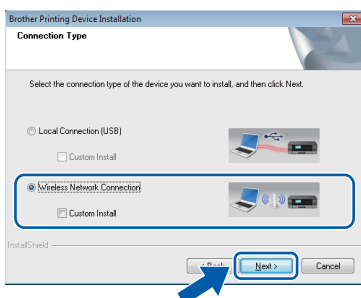 Brother Printing Device Installation
Connection Type
Select the connection type of the device you want to install, and then click Next.
Local Connection (USB)
Custom Install
Wireless Network Connection
Custom Install
InstallShield
Next >
Cancel